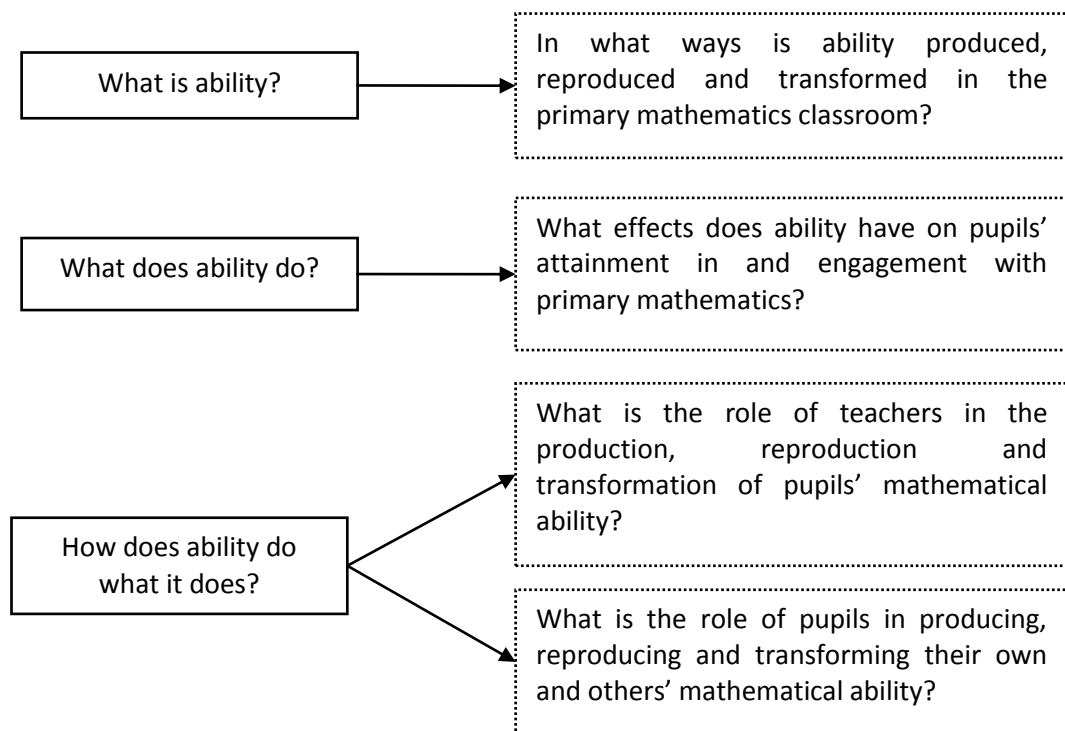 What is ability?
In what ways is ability produced,
reproduced and transformed in the
primary mathematics classroom?
What does ability do?
What effects does ability have on pupils’
attainment in and engagement with
primary mathematics?
How does ability do
what it does?
What is the role of teachers in the
production, reproduction and
transformation of pupils’ mathematical
ability?
What is the role of pupils in producing,
reproducing and transforming their own
and others’ mathematical ability?